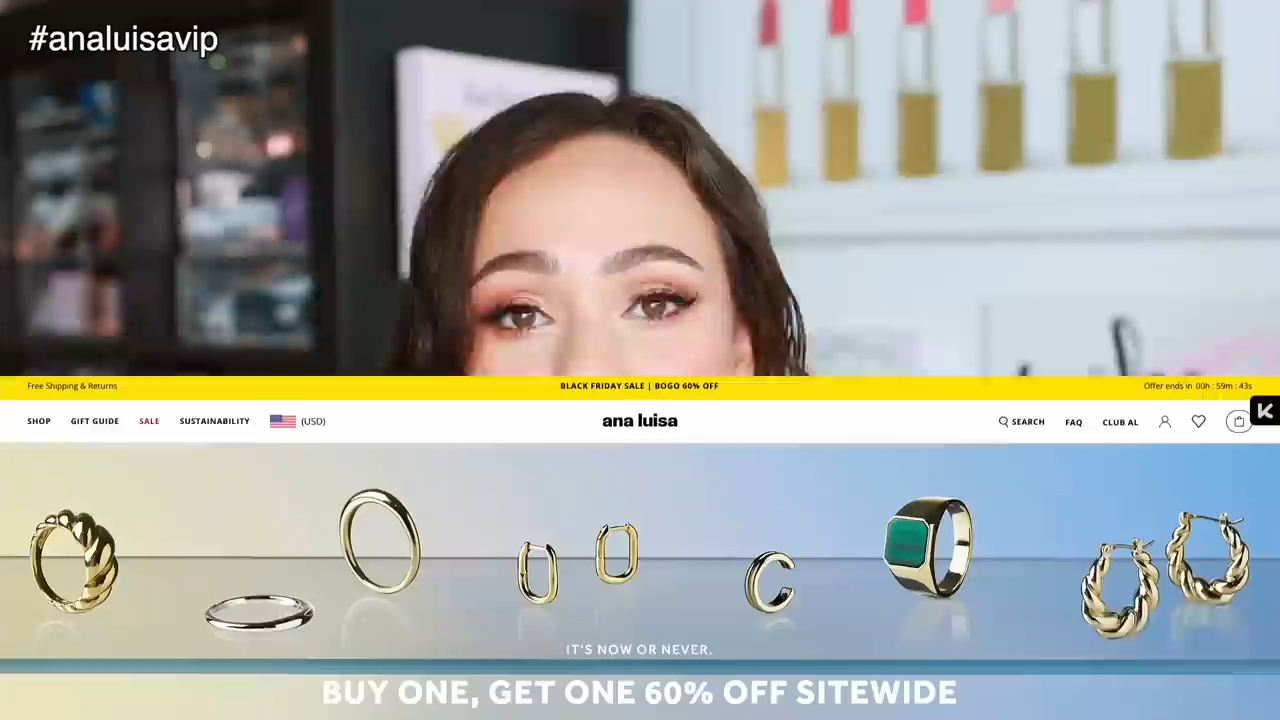 #analuisavip
Free Shipping & Returns
BLACK FRIDAY SALE | BOGO 60% OFF
Offer ends in 00h : 59m : 43s
SHOP GIFT GUIDE SALE SUSTAINABILITY (USD)
ana luisa
SEARCH FAQ CLUB AL
K
IT'S NOW OR NEVER.
BUY ONE, GET ONE 60% OFF SITEWIDE